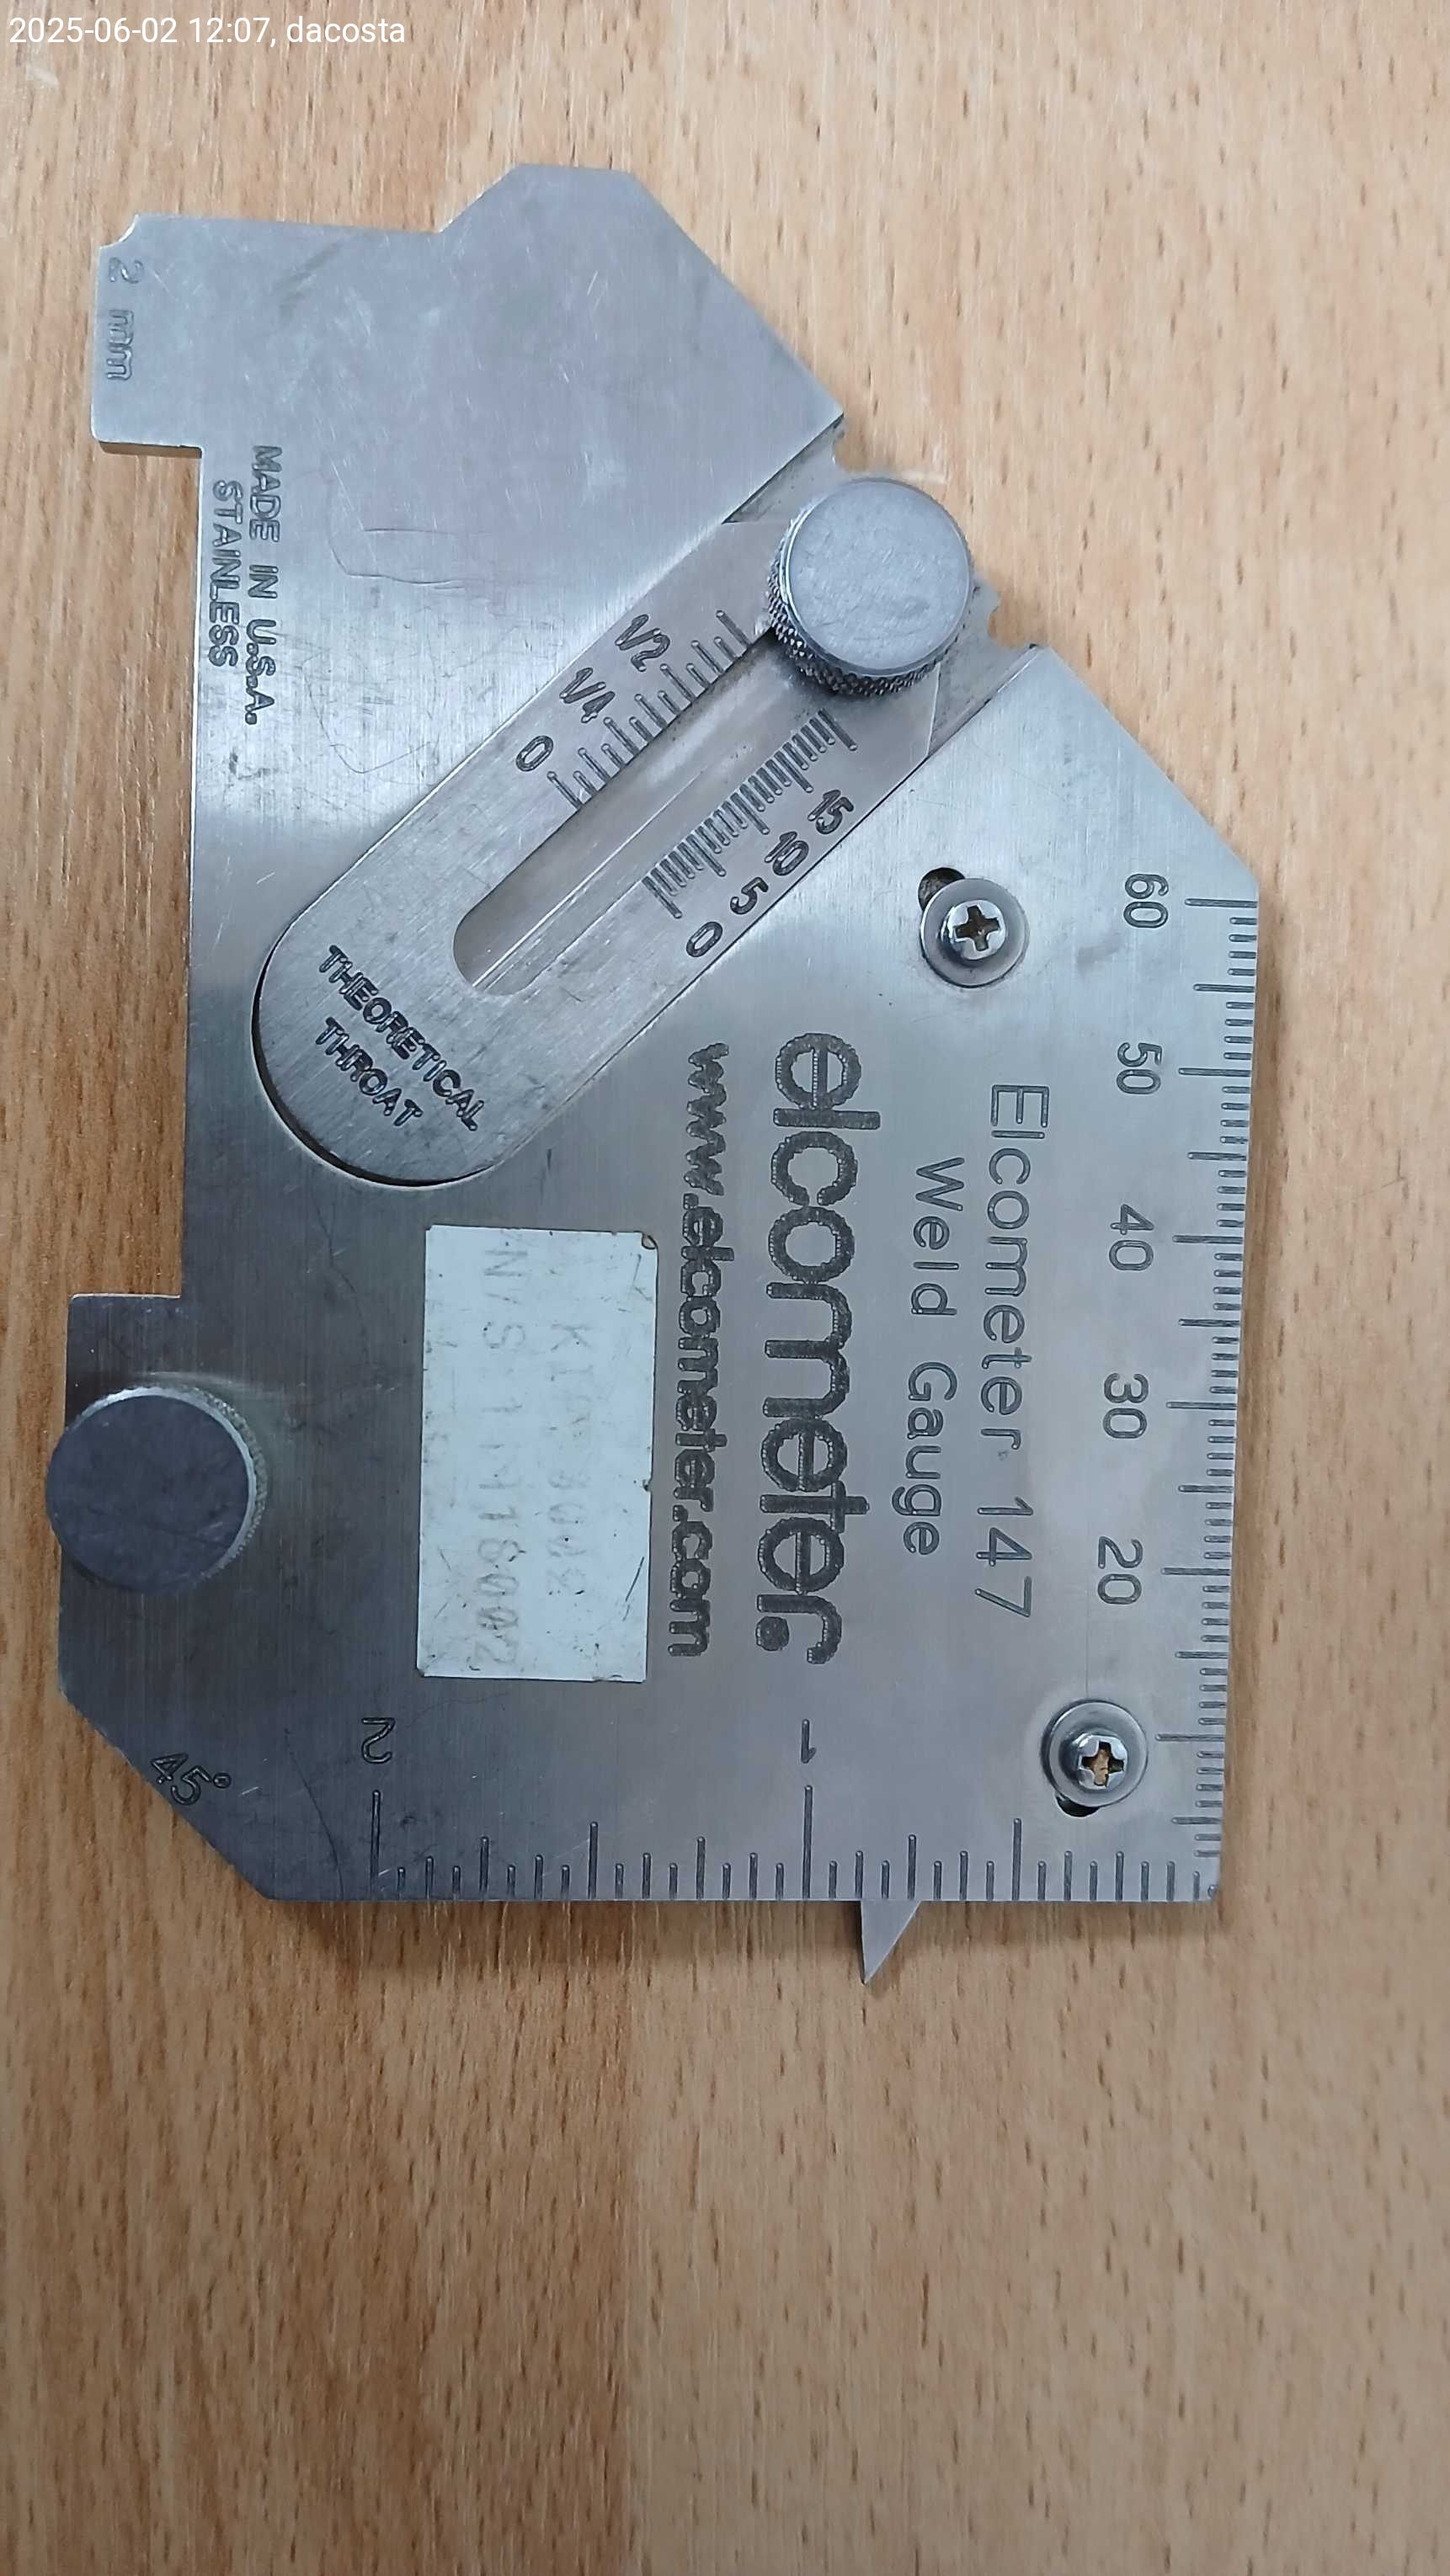 2025-06-02 12:07, dacosta
2 mm
MADE IN U.S.A.
STAINLESS
1/2
1/4
0
15
10
5
0
THEORETICAL
THROAT
60
50
40
30
20
Elcometer 147
Weld Gauge
elcometer®
www.elcometer.com
2
1
45°